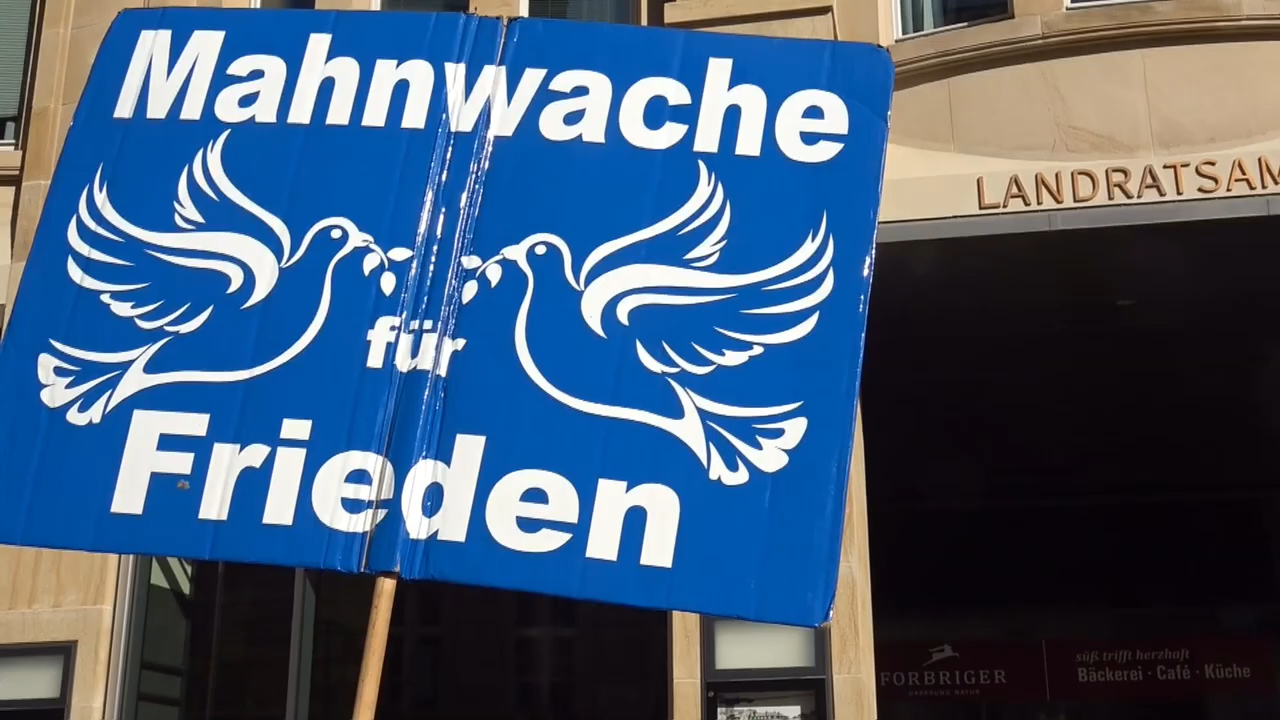 Mahnwache
für
Frieden
LANDRATSAM
FORBRIGER
süß trifft herzhaft
Bäckerei · Café · Küche